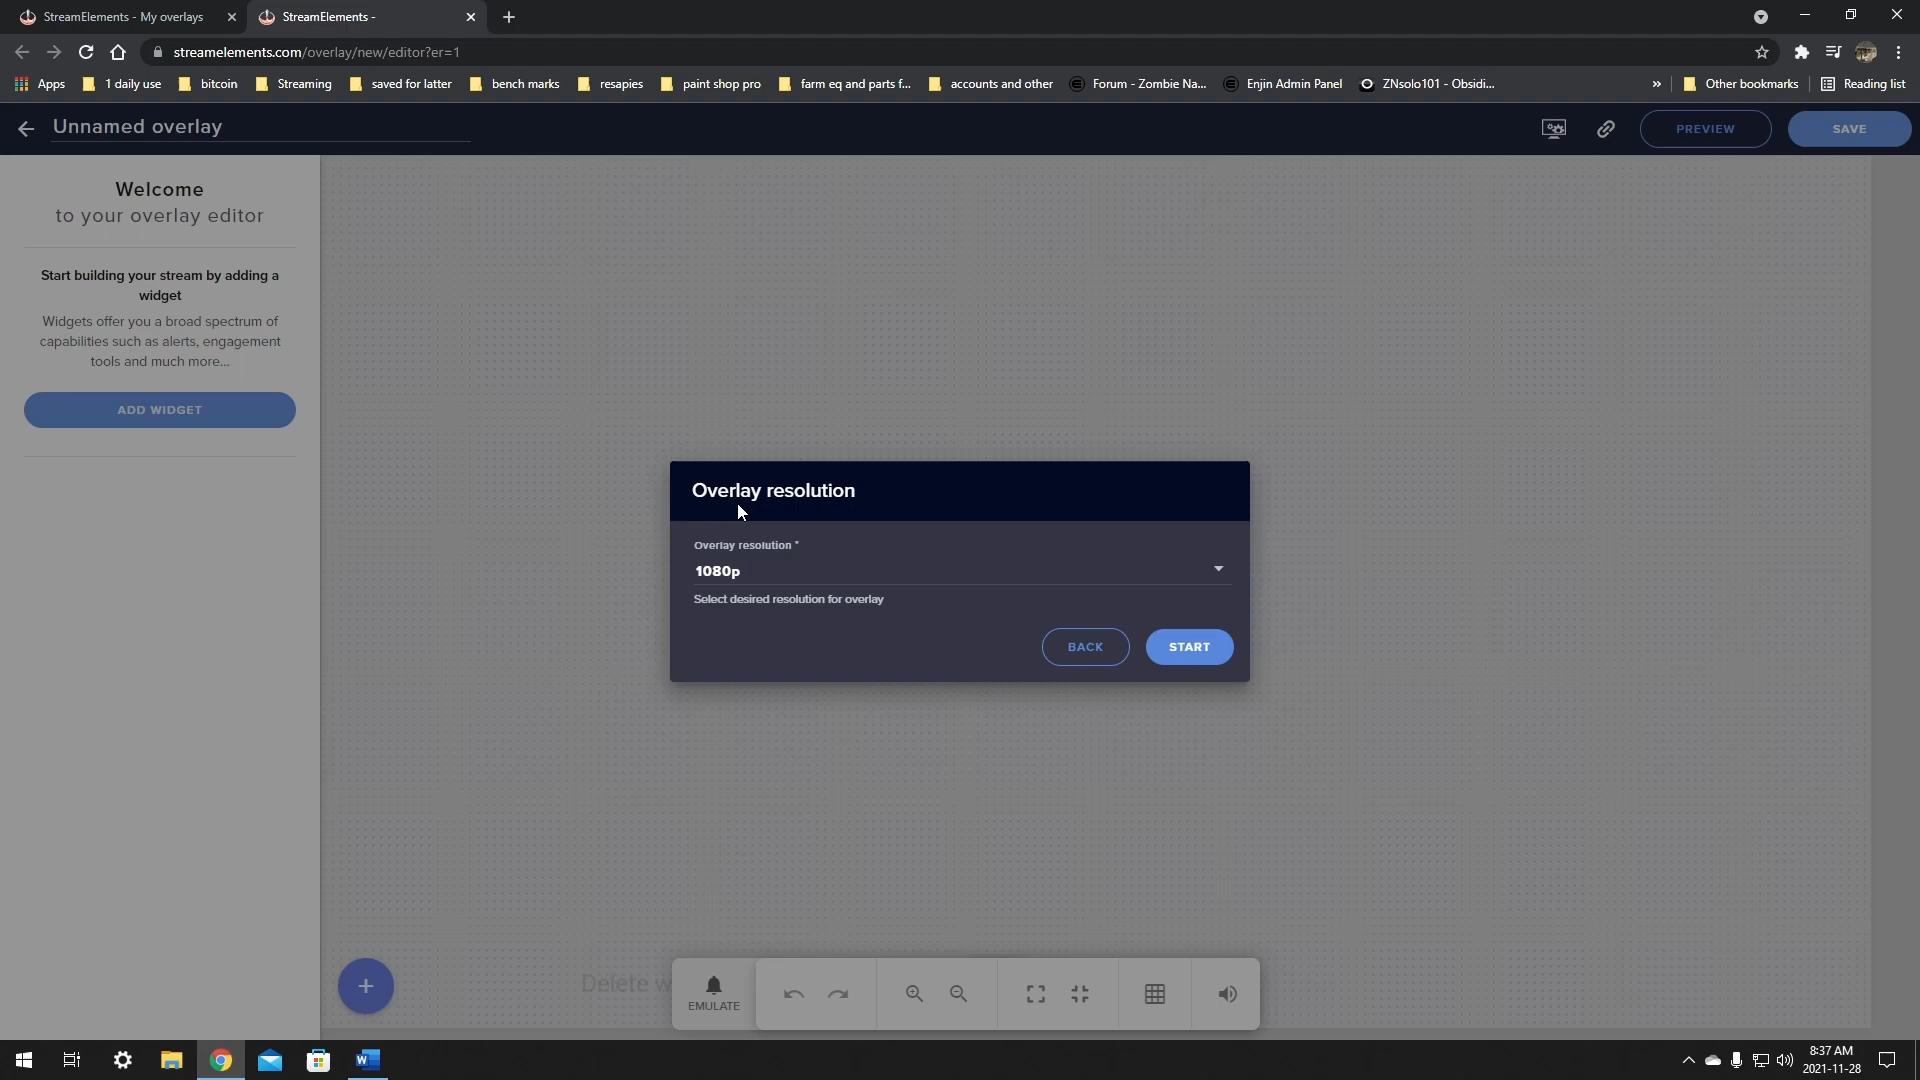 StreamElements - My overlays
StreamElements -
streamelements.com/overlay/new/editor?er=1
Apps
1 daily use
bitcoin
Streaming
saved for latter
bench marks
resapies
paint shop pro
farm eq and parts f...
accounts and other
Forum - Zombie Na...
Enjin Admin Panel
ZNsolo101 - Obsidi...
»
Other bookmarks
Reading list
Unnamed overlay
PREVIEW
SAVE
Welcome
to your overlay editor
Start building your stream by adding a
widget
Widgets offer you a broad spectrum of
capabilities such as alerts, engagement
tools and much more...
ADD WIDGET
Overlay resolution
Overlay resolution *
1080p
Select desired resolution for overlay
BACK
START
Delete w
EMULATE
8:37 AM
2021-11-28